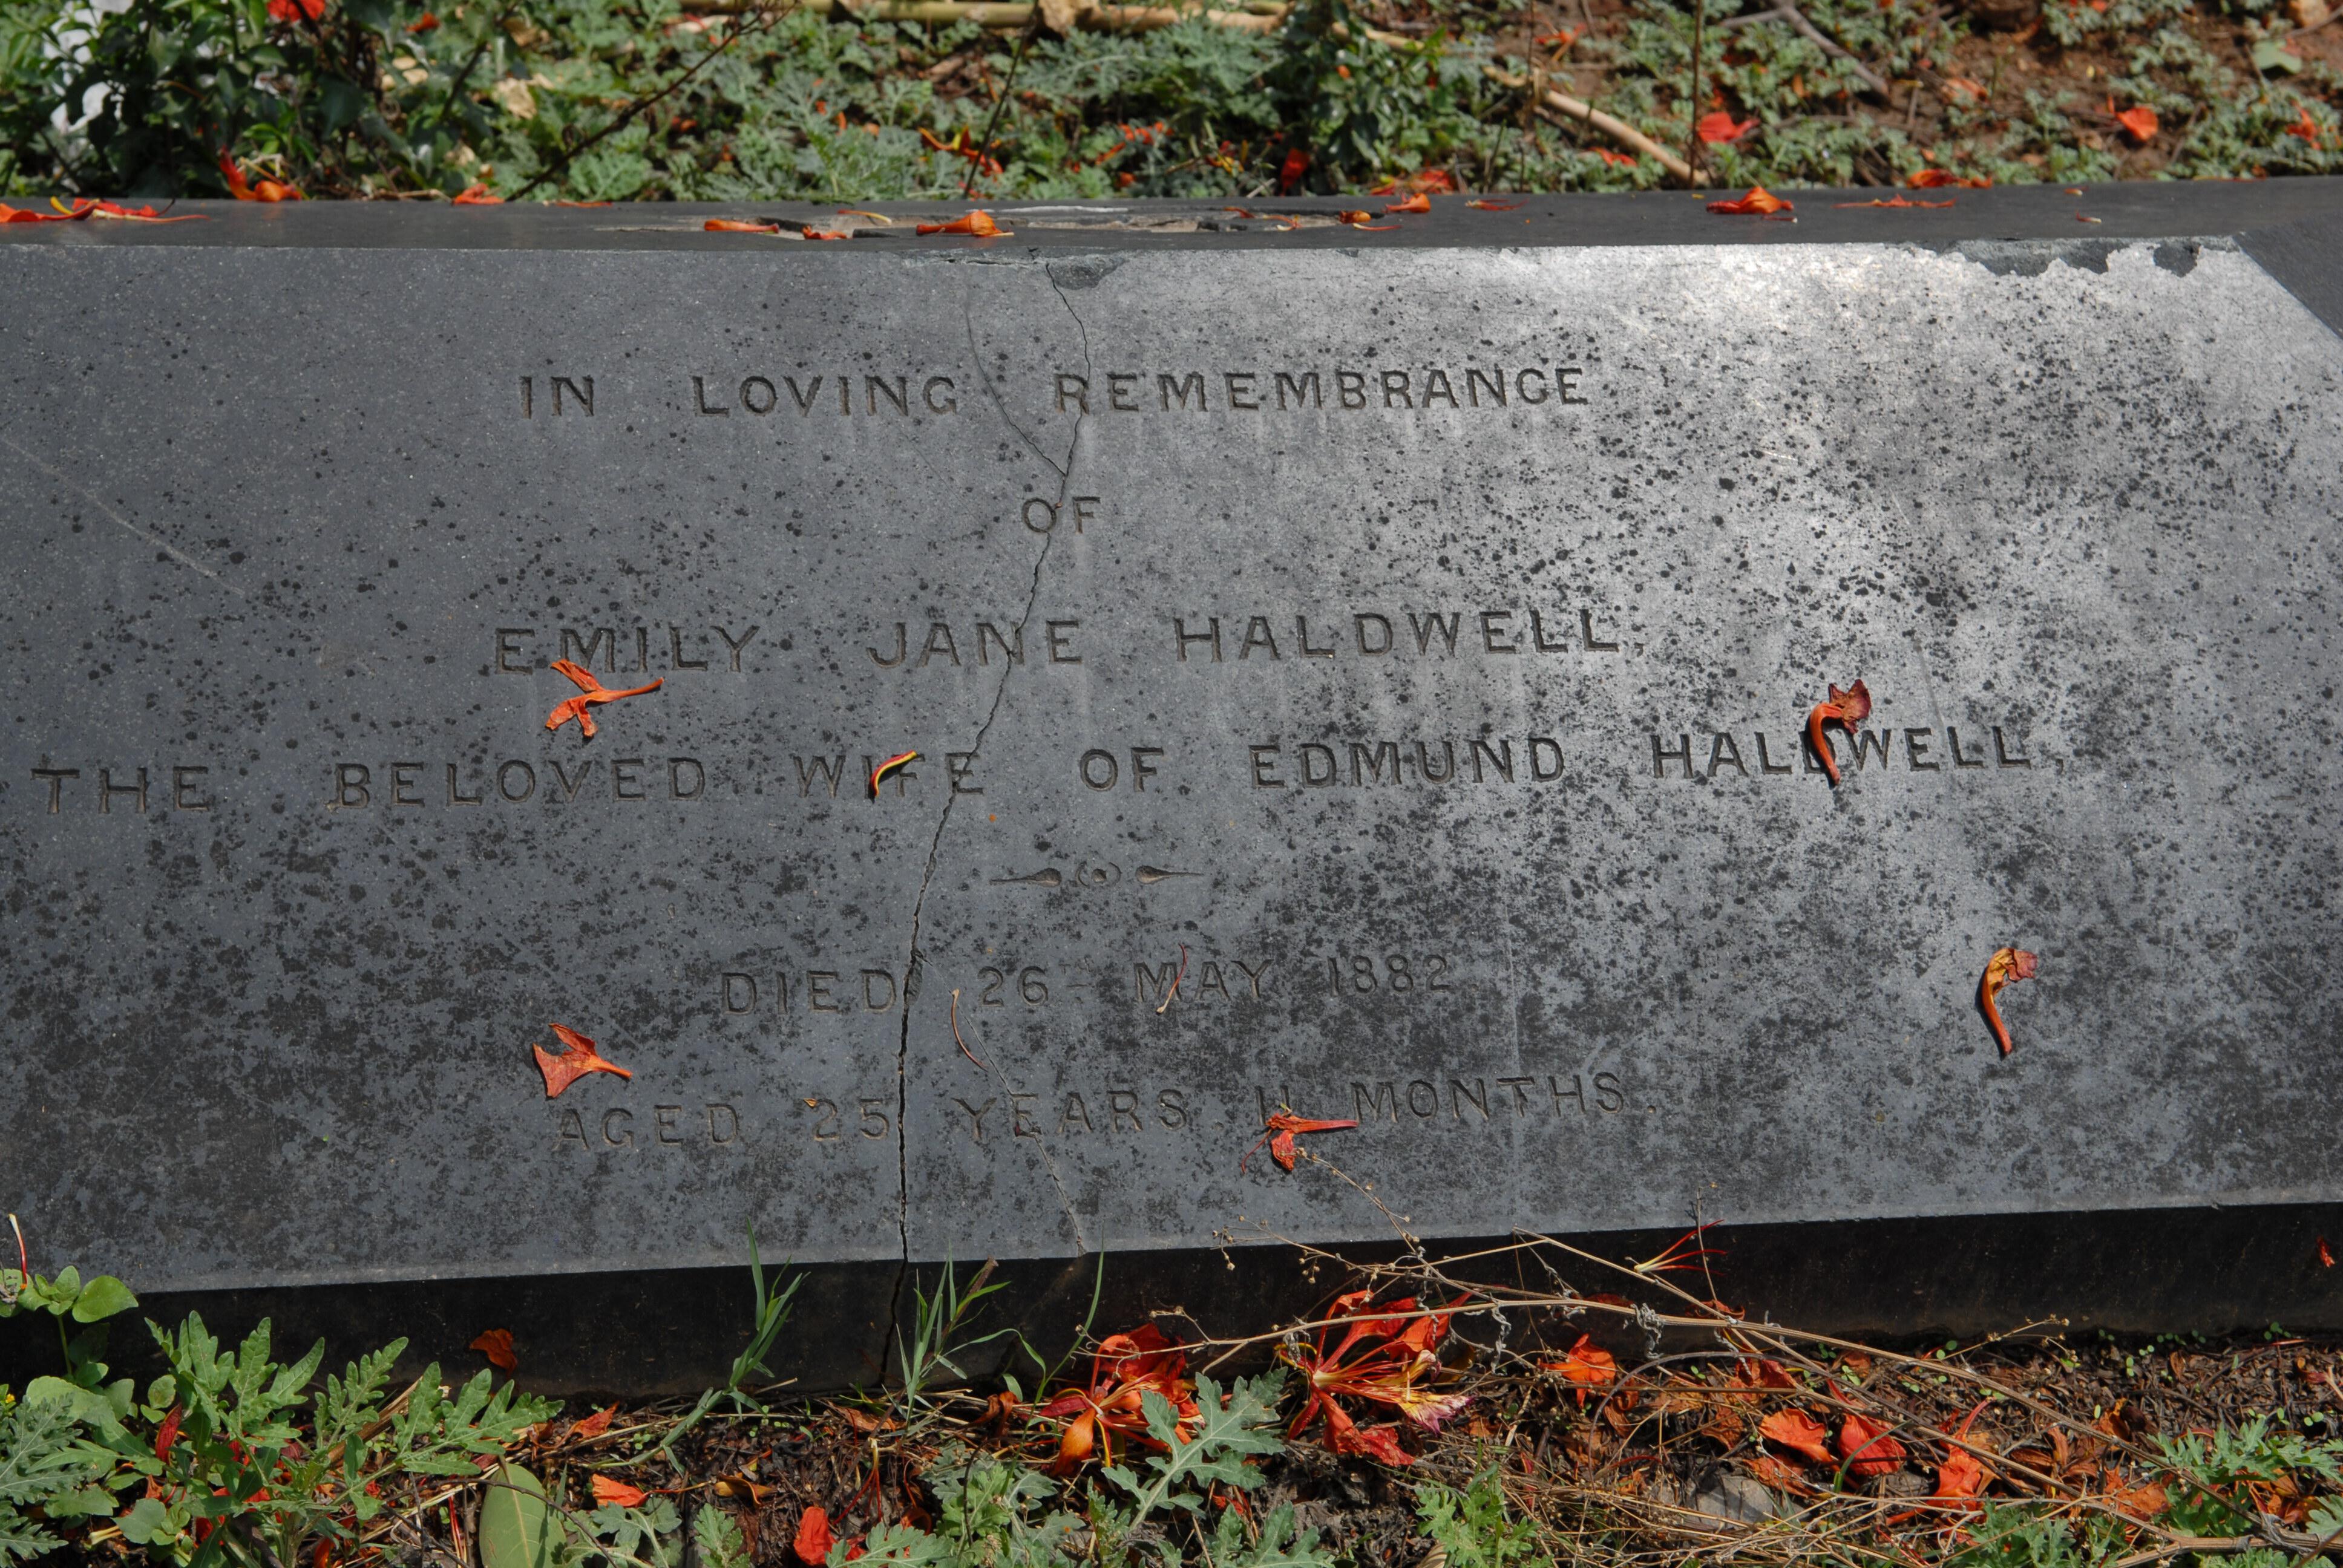 IN LOVING REMEMBRANCE
OF
EMILY JANE HALDWELL,
THE BELOVED WIFE OF EDMUND HALDWELL,
DIED 26 MAY 1882
AGED 25 YEARS 11 MONTHS.